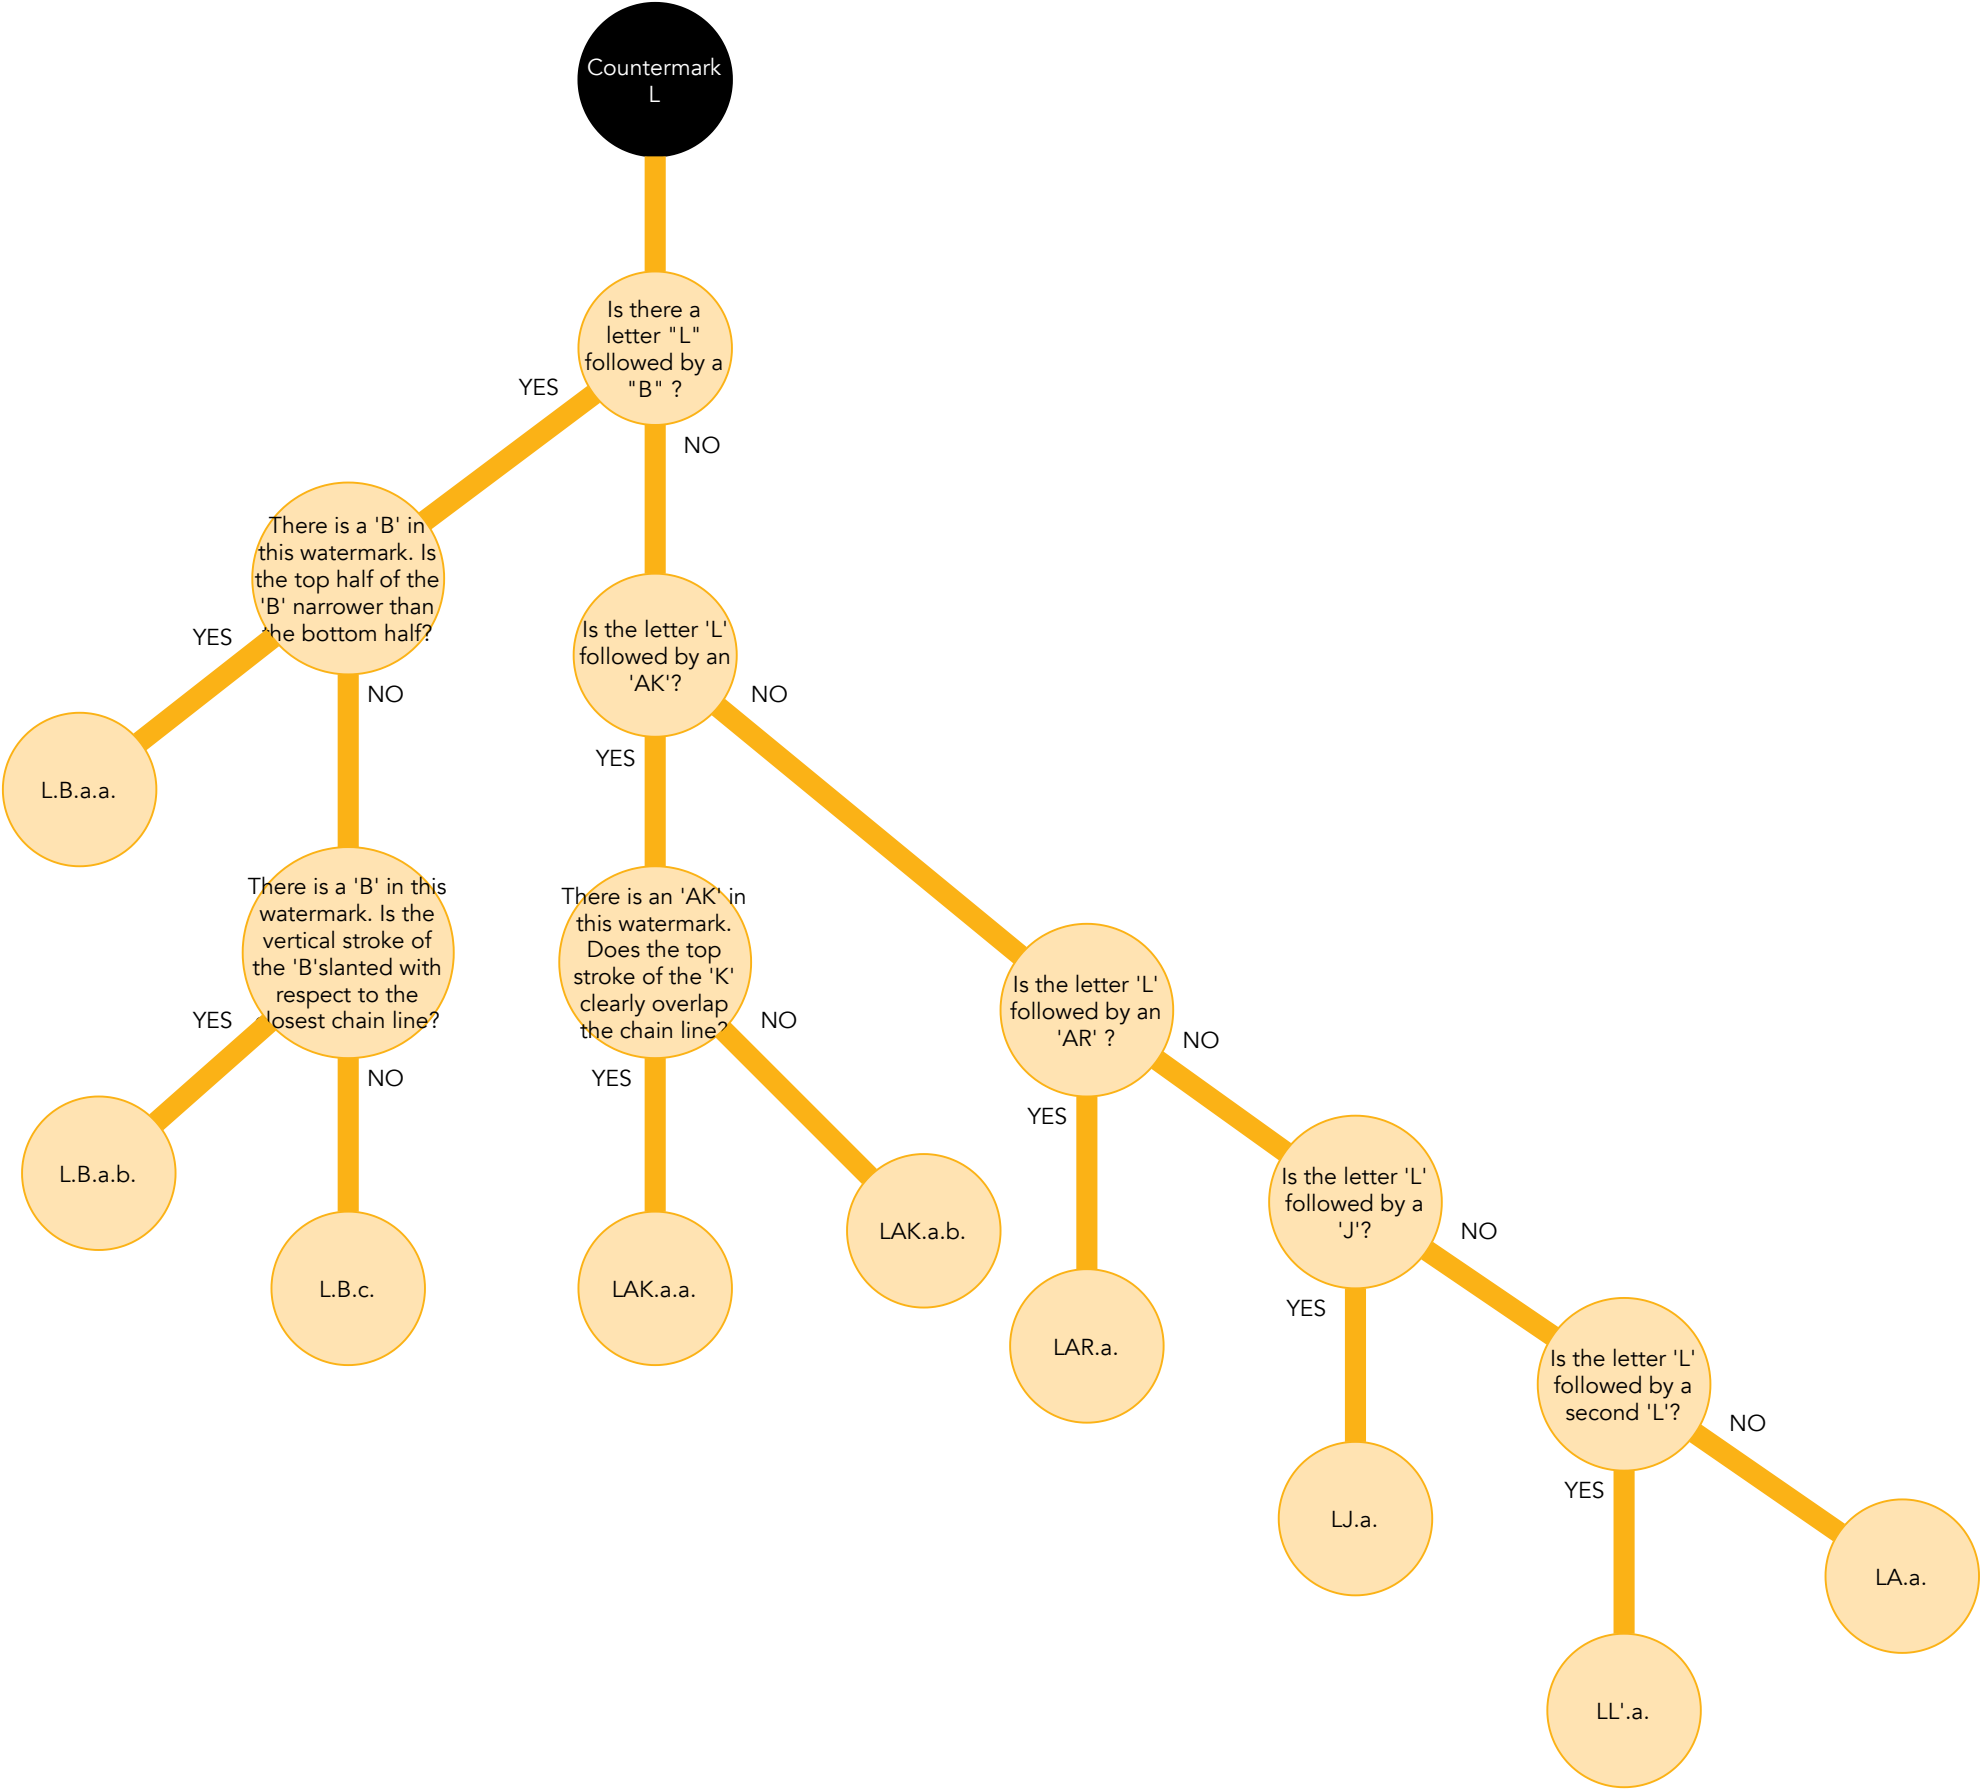 Countermark
L
Is there a
letter "L"
followed by a
"B" ?
YES
NO
There is a 'B' in
this watermark. Is
the top half of the
'B' narrower than
the bottom half?
YES
NO
Is the letter 'L'
followed by an
'AK'?
NO
YES
L.B.a.a.
There is a 'B' in this
watermark. Is the
vertical stroke of
the 'B'slanted with
respect to the
closest chain line?
YES
NO
There is an 'AK' in
this watermark.
Does the top
stroke of the 'K'
clearly overlap
the chain line?
NO
YES
Is the letter 'L'
followed by an
'AR' ?
NO
YES
L.B.a.b.
L.B.c.
LAK.a.a.
LAK.a.b.
LAR.a.
Is the letter 'L'
followed by a
'J'?
NO
YES
Is the letter 'L'
followed by a
second 'L'?
NO
YES
LJ.a.
LA.a.
LL'.a.